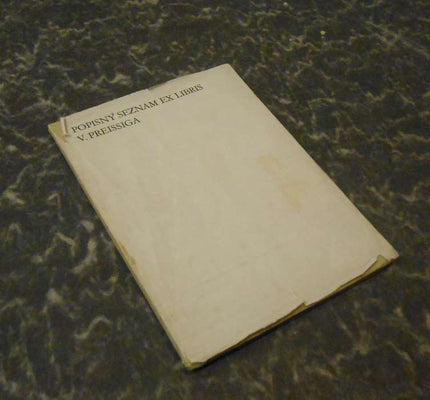 POPISNÝ SEZNAM EX LIBRIS
V. PREISSIGA